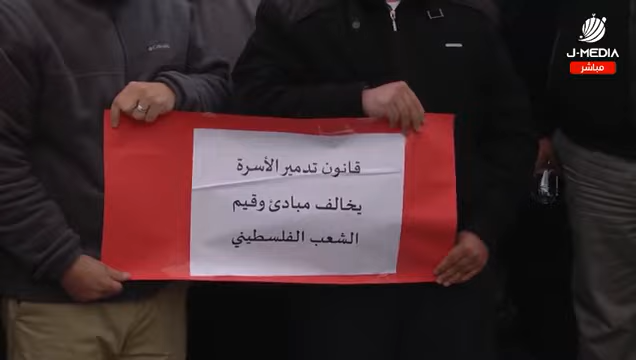 J-MEDIA
مباشر
قانون تدمير الأسرة
يخالف مبادئ وقيم
الشعب الفلسطيني